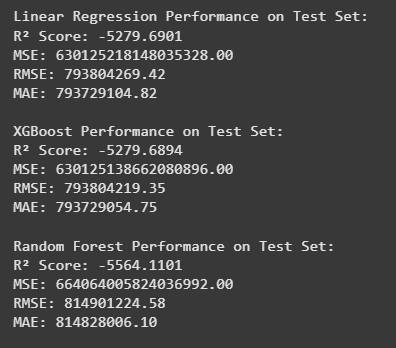 Linear Regression Performance on Test Set:
R² Score: -5279.6901
MSE: 630125218148035328.00
RMSE: 793804269.42
MAE: 793729104.82
XGBoost Performance on Test Set:
R² Score: -5279.6894
MSE: 630125138662080896.00
RMSE: 793804219.35
MAE: 793729054.75
Random Forest Performance on Test Set:
R² Score: -5564.1101
MSE: 664064005824036992.00
RMSE: 814901224.58
MAE: 814828006.10